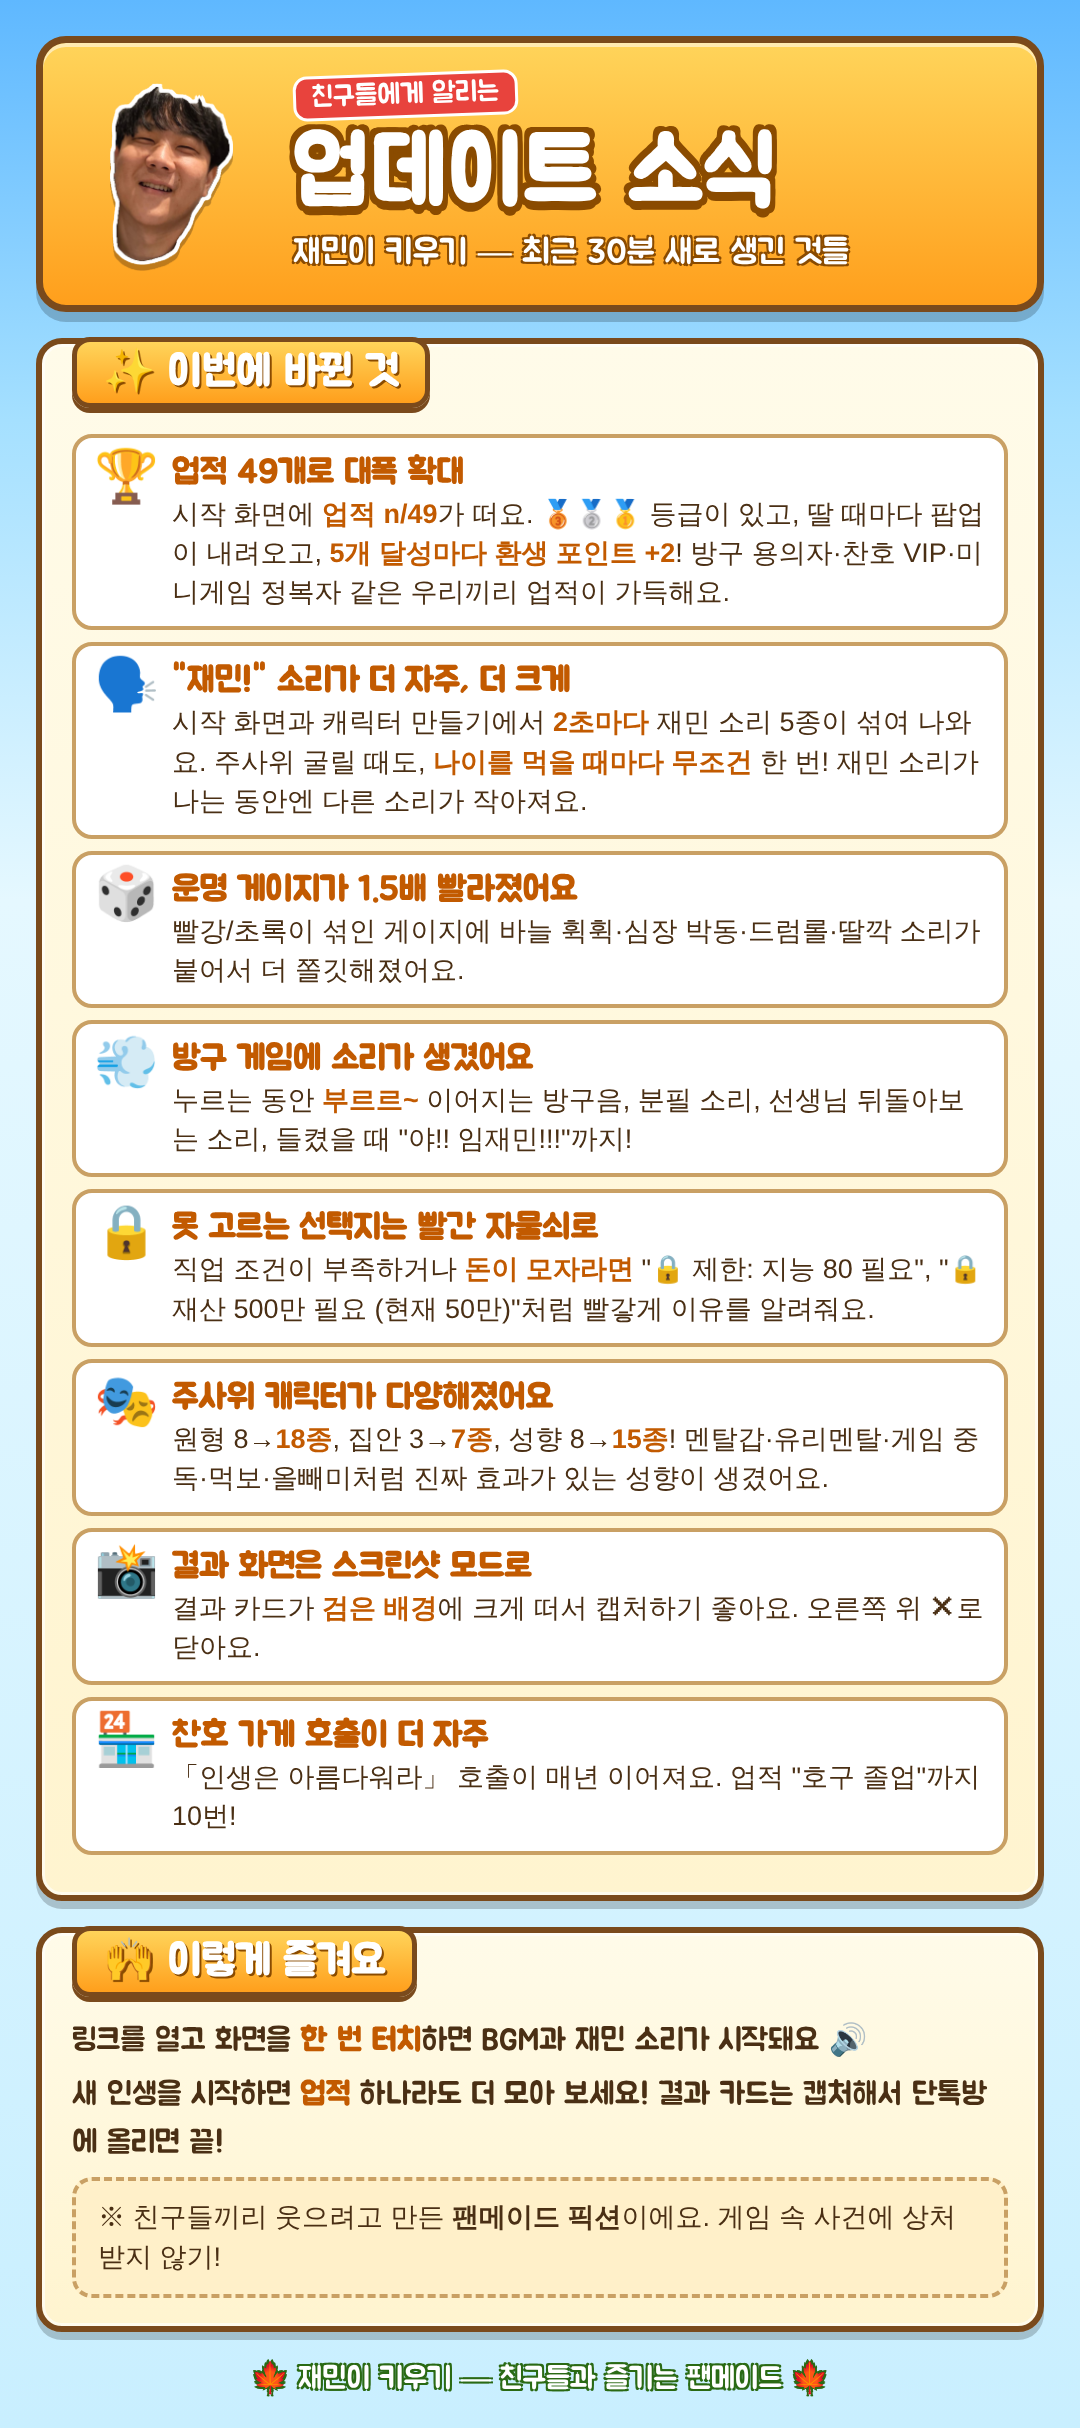 친구들에게 알리는
업데이트 소식
재민이 키우기 — 최근 30분 새로 생긴 것들
✨ 이번에 바뀐 것
🏆 업적 49개로 대폭 확대
시작 화면에 업적 n/49가 떠요. 🥉🥈🥇 등급이 있고, 딸 때마다 팝업
이 내려오고, 5개 달성마다 환생 포인트 +2! 방구 용의자·찬호 VIP·미
니게임 정복자 같은 우리끼리 업적이 가득해요.
🗣️ "재민!" 소리가 더 자주, 더 크게
시작 화면과 캐릭터 만들기에서 2초마다 재민 소리 5종이 섞여 나와
요. 주사위 굴릴 때도, 나이를 먹을 때마다 무조건 한 번! 재민 소리가
나는 동안엔 다른 소리가 작아져요.
🎲 운명 게이지가 1.5배 빨라졌어요
빨강/초록이 섞인 게이지에 바늘 휙휙·심장 박동·드럼롤·딸깍 소리가
붙어서 더 쫄깃해졌어요.
💨 방구 게임에 소리가 생겼어요
누르는 동안 부르르~ 이어지는 방구음, 분필 소리, 선생님 뒤돌아보
는 소리, 들켰을 때 "야!! 임재민!!!"까지!
🔒 못 고르는 선택지는 빨간 자물쇠로
직업 조건이 부족하거나 돈이 모자라면 "🔒 제한: 지능 80 필요", "🔒
재산 500만 필요 (현재 50만)"처럼 빨갛게 이유를 알려줘요.
🎭 주사위 캐릭터가 다양해졌어요
원형 8→18종, 집안 3→7종, 성향 8→15종! 멘탈갑·유리멘탈·게임 중
독·먹보·올빼미처럼 진짜 효과가 있는 성향이 생겼어요.
📸 결과 화면은 스크린샷 모드로
결과 카드가 검은 배경에 크게 떠서 캡처하기 좋아요. 오른쪽 위 ✕로
닫아요.
🏪 찬호 가게 호출이 더 자주
「인생은 아름다워라」 호출이 매년 이어져요. 업적 "호구 졸업"까지
10번!
🙌 이렇게 즐겨요
링크를 열고 화면을 한 번 터치하면 BGM과 재민 소리가 시작돼요 🔊
새 인생을 시작하면 업적 하나라도 더 모아 보세요! 결과 카드는 캡처해서 단톡방
에 올리면 끝!
※ 친구들끼리 웃으려고 만든 팬메이드 픽션이에요. 게임 속 사건에 상처
받지 않기!
🍁 재민이 키우기 — 친구들과 즐기는 팬메이드 🍁